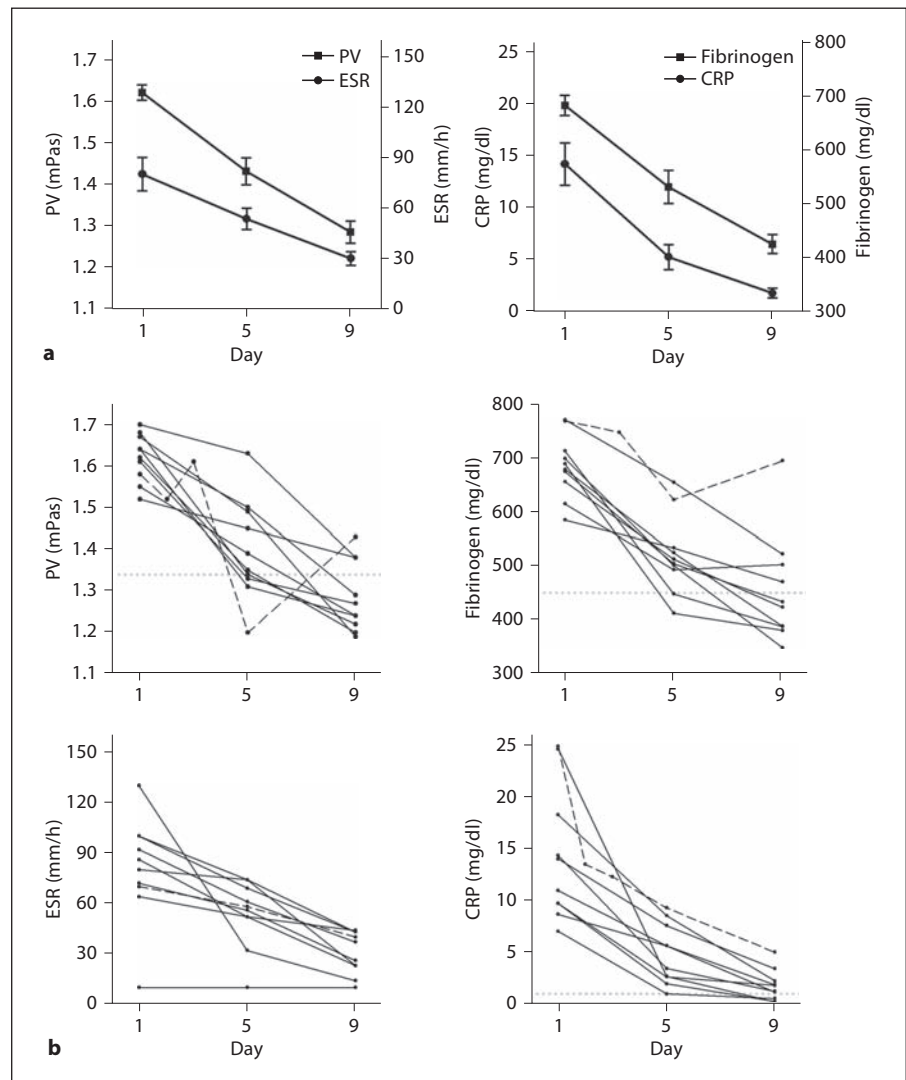 1.7
1.6
1.5
1.4
1.3
1.2
1.1
PV (mPas)
PV
ESR
150
120
90
60
30
0
ESR (mm/h)
1 5 9
Day
25
20
15
10
5
0
CRP (mg/dl)
Fibrinogen
CRP
800
700
600
500
400
300
Fibrinogen (mg/dl)
1 5 9
Day
a
1.7
1.6
1.5
1.4
1.3
1.2
1.1
PV (mPas)
1 5 9
800
700
600
500
400
300
Fibrinogen (mg/dl)
1 5 9
150
120
90
60
30
0
ESR (mm/h)
1 5 9
Day
25
20
15
10
5
0
CRP (mg/dl)
1 5 9
Day
b